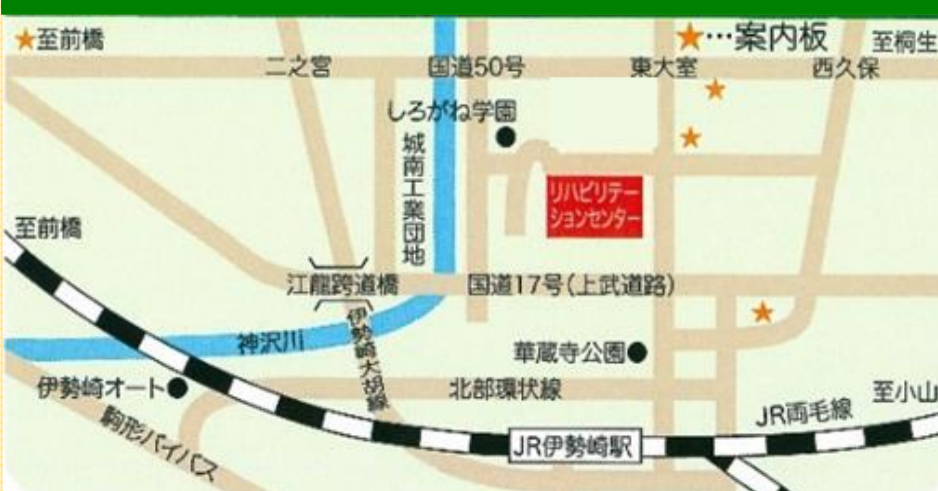 ★至前橋
★…案内板
至桐生
二之宮
国道50号
東大室
西久保
しろがね学園
城南工業団地
リハビリテー
ションセンター
至前橋
江龍跨道橋
国道17号(上武道路)
伊勢崎大胡線
神沢川
華蔵寺公園
伊勢崎オート
北部環状線
至小山
駒形バイパス
JR両毛線
JR伊勢崎駅